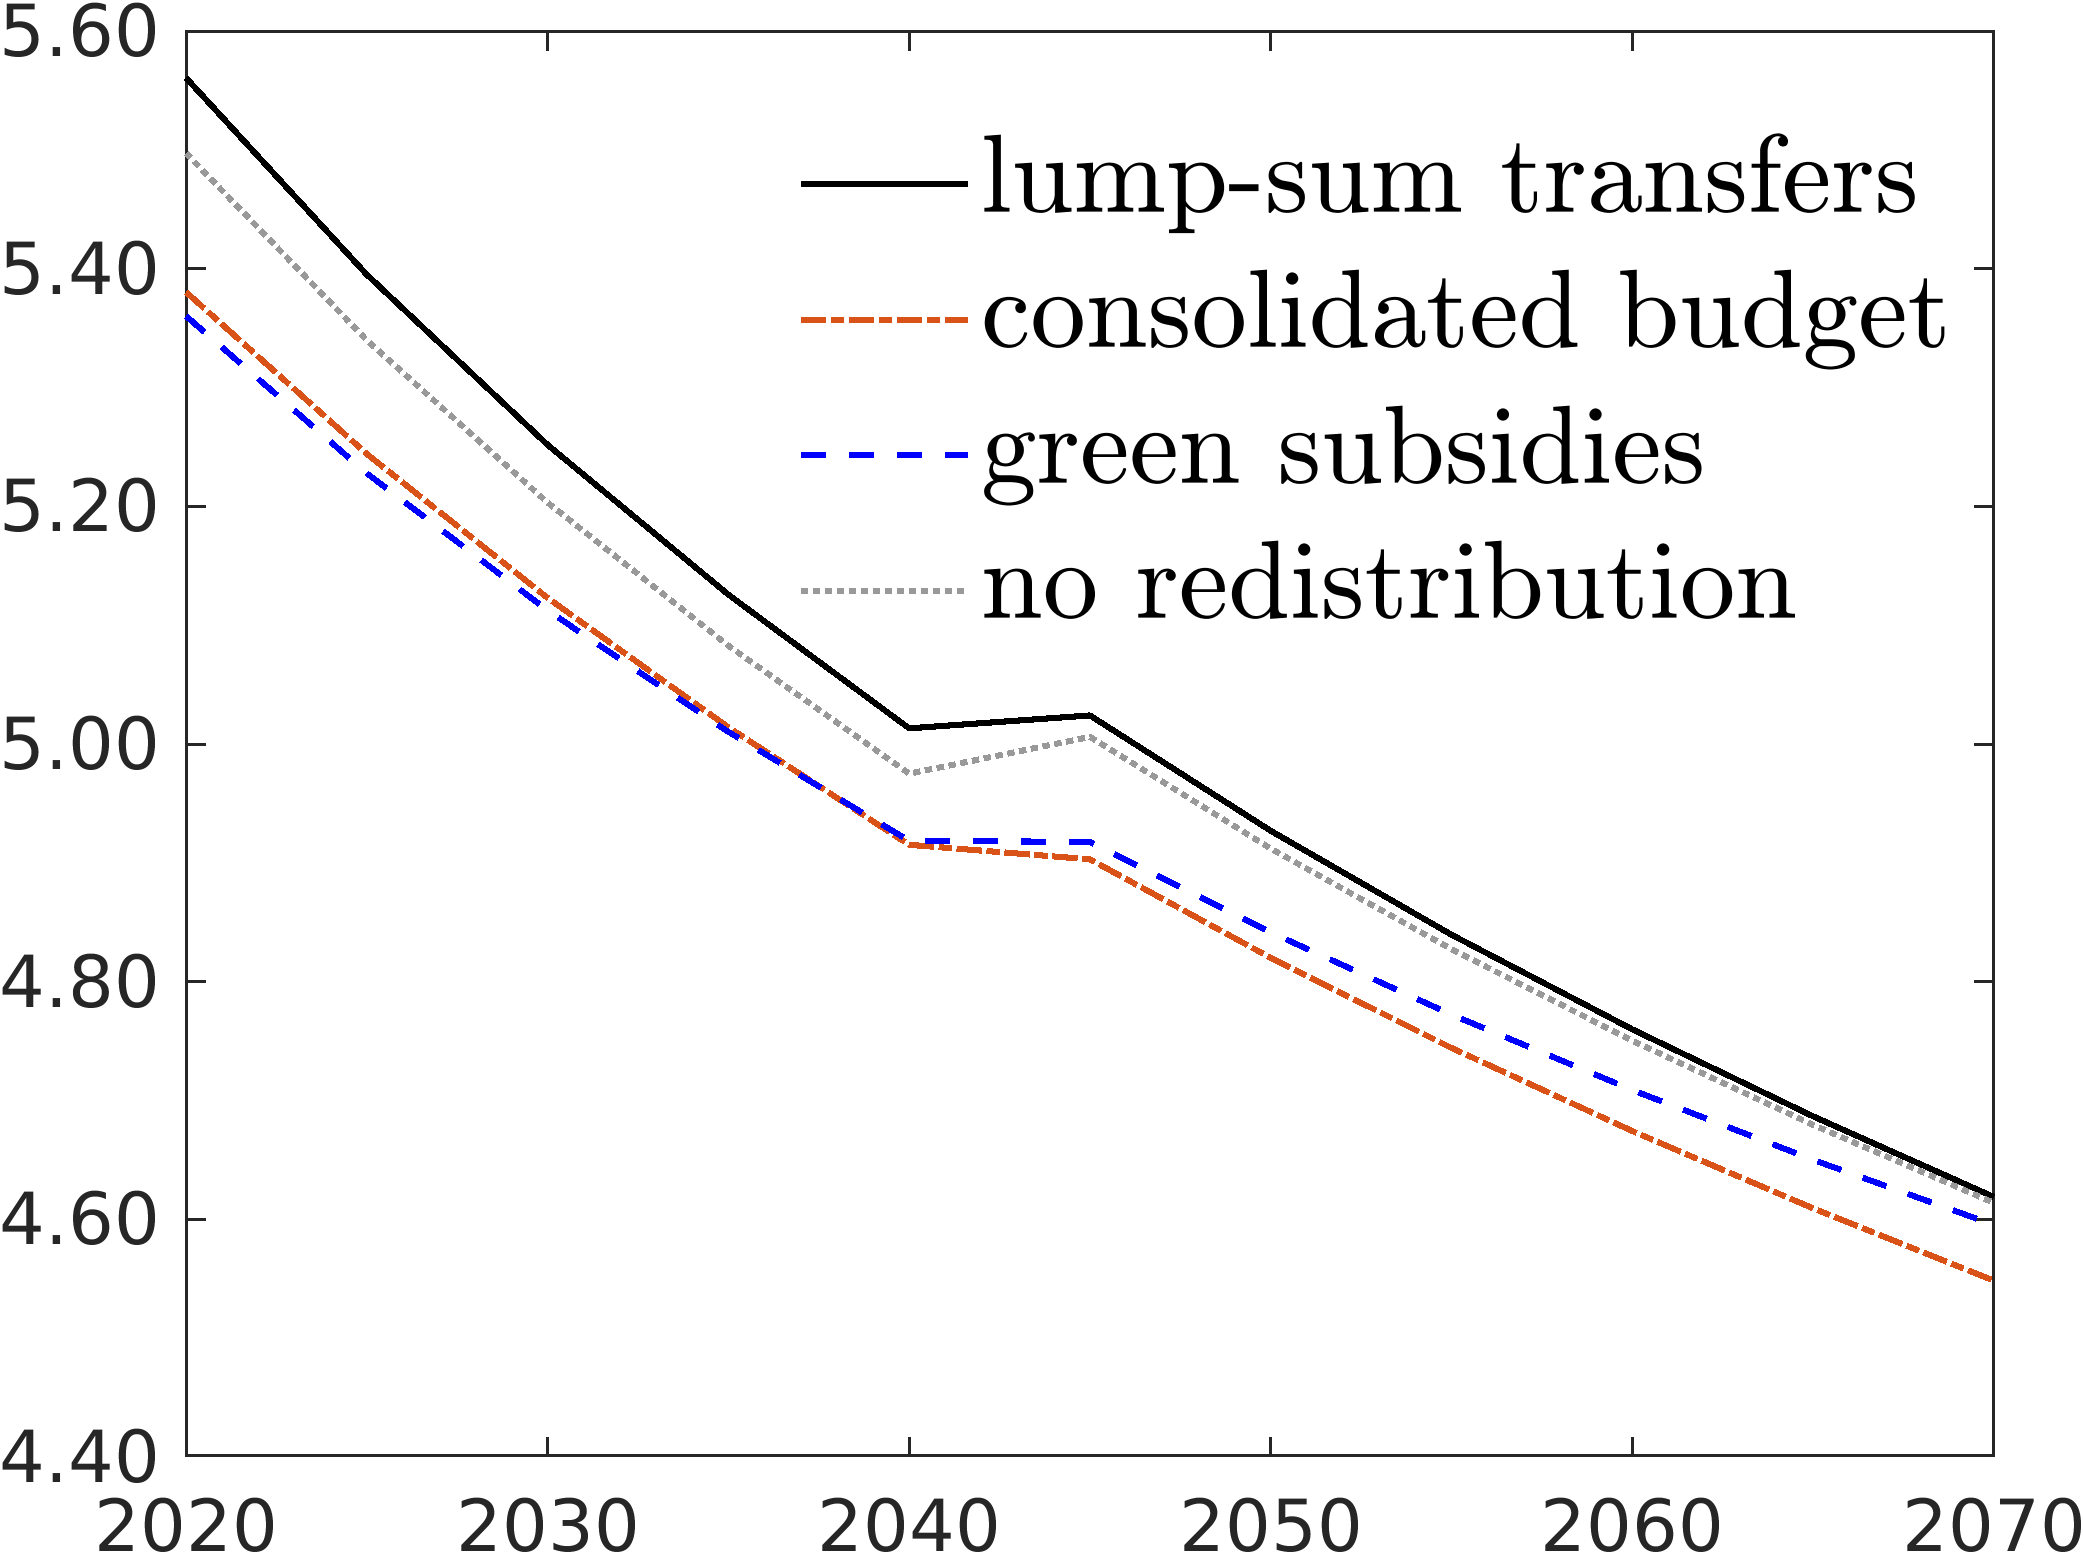 5.60
5.40
5.20
5.00
4.80
4.60
4.40
2020 2030 2040 2050 2060 2070
lump-sum transfers
consolidated budget
green subsidies
no redistribution